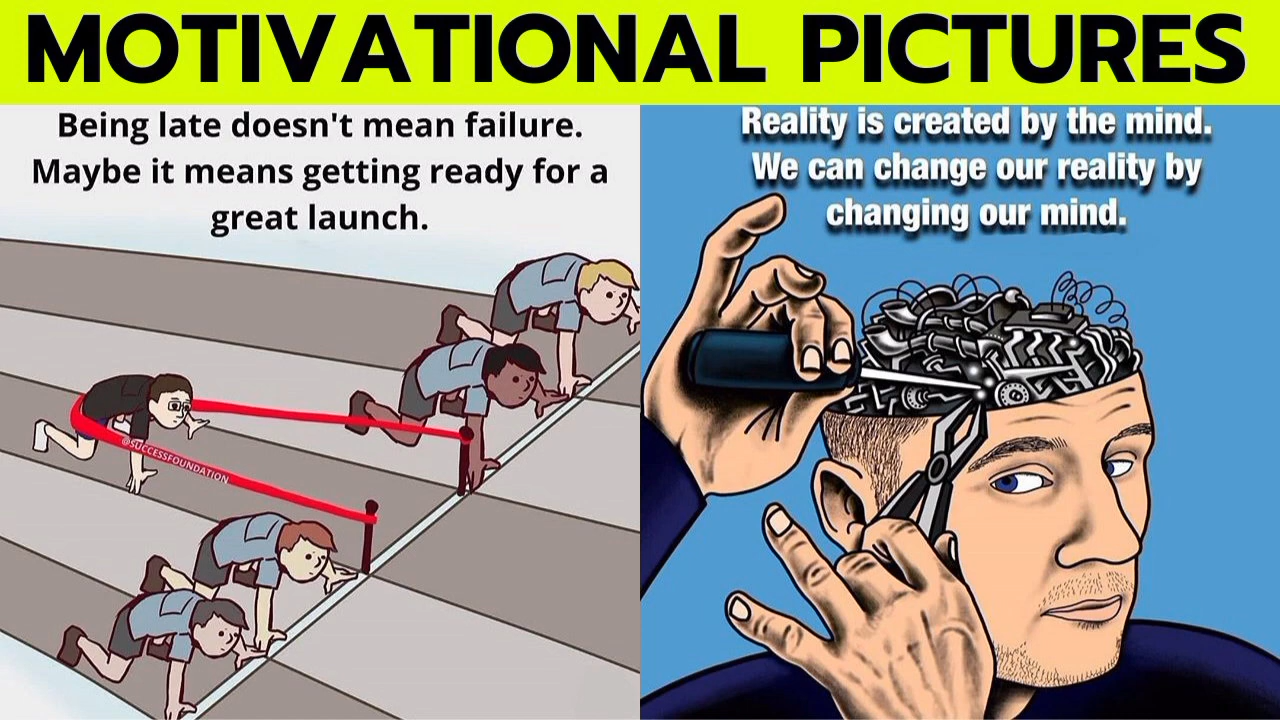 MOTIVATIONAL PICTURES
Being late doesn't mean failure.
Maybe it means getting ready for a
great launch.
@SUCCESSFOUNDATION
Reality is created by the mind.
We can change our reality by
changing our mind.